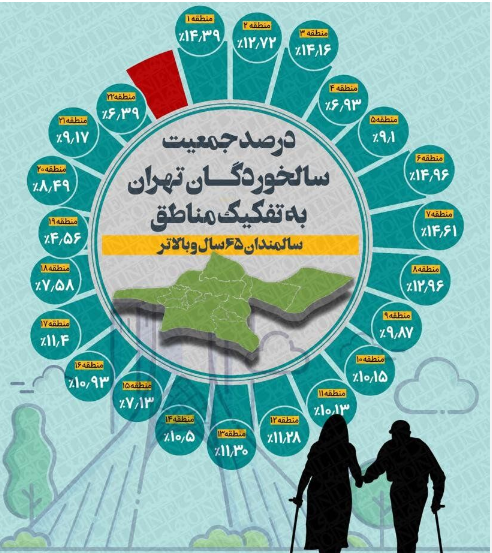 درصد جمعیت
سالخوردگان تهران
به تفکیک مناطق
سالمندان ۶۵ سال و بالاتر
منطقه ۱
٪۱۴٫۳۹
منطقه ۲
٪۱۲٫۷۲
منطقه ۳
٪۱۴٫۱۶
منطقه ۴
٪۶٫۹۳
منطقه ۵
٪۹٫۱
منطقه ۶
٪۱۴٫۹۶
منطقه ۷
٪۱۴٫۶۱
منطقه ۸
٪۱۲٫۹۶
منطقه ۹
٪۹٫۸۷
منطقه ۱۰
٪۱۰٫۱۵
منطقه ۱۱
٪۱۰٫۱۳
منطقه ۱۲
٪۱۱٫۲۸
منطقه ۱۳
٪۱۱٫۳۰
منطقه ۱۴
٪۱۰٫۵
منطقه ۱۵
٪۷٫۱۳
منطقه ۱۶
٪۱۰٫۹۳
منطقه ۱۷
٪۱۱٫۴
منطقه ۱۸
٪۷٫۵۸
منطقه ۱۹
٪۴٫۵۶
منطقه ۲۰
٪۸٫۴۹
منطقه ۲۱
٪۹٫۱۷
منطقه ۲۲
٪۶٫۳۹